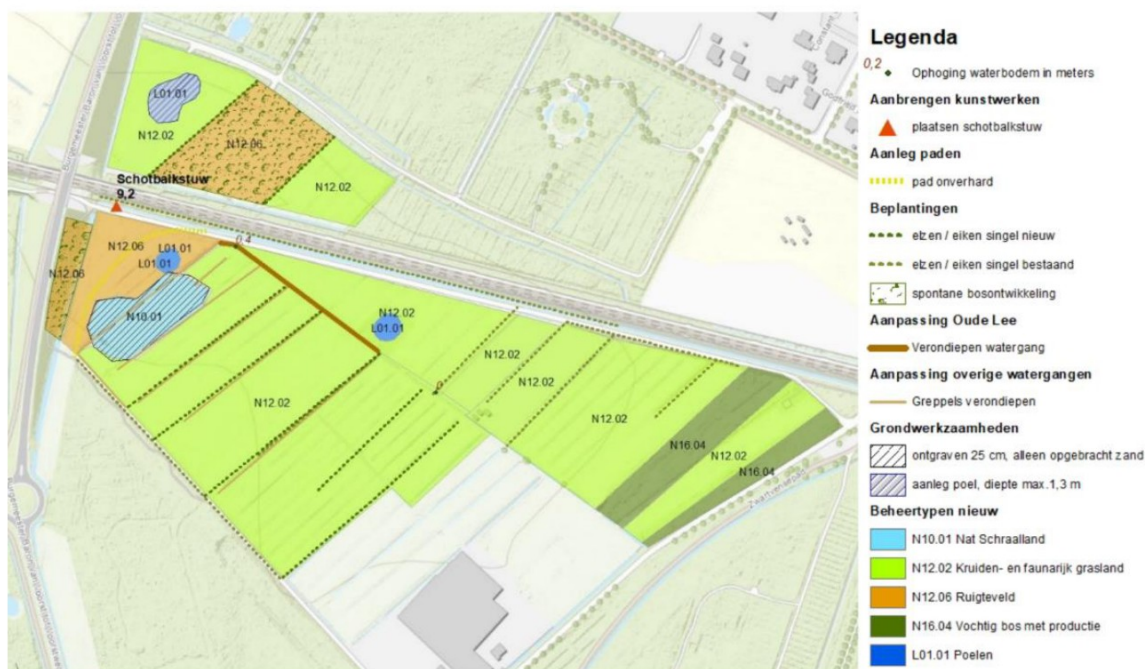 L01.01
N12.02
N12.06
N12.02
Schotbalkstuw
9,2
N12.06
N12.06
L01.01
L01.01
N10.01
0,4
N12.02
L01.01
N12.02
N12.02
N12.02
N12.02
0
N16.04
N12.02
N16.04
Zwartvensepad
Legenda
0,2
Ophoging waterbodem in meters
Aanbrengen kunstwerken
plaatsen schotbalkstuw
Aanleg paden
pad onverhard
Beplantingen
elzen / eiken singel nieuw
elzen / eiken singel bestaand
spontane bosontwikkeling
Aanpassing Oude Lee
Verondiepen watergang
Aanpassing overige watergangen
Greppels verondiepen
Grondwerkzaamheden
ontgraven 25 cm, alleen opgebracht zand
aanleg poel, diepte max.1,3 m
Beheertypen nieuw
N10.01 Nat Schraalland
N12.02 Kruiden- en faunarijk grasland
N12.06 Ruigteveld
N16.04 Vochtig bos met productie
L01.01 Poelen